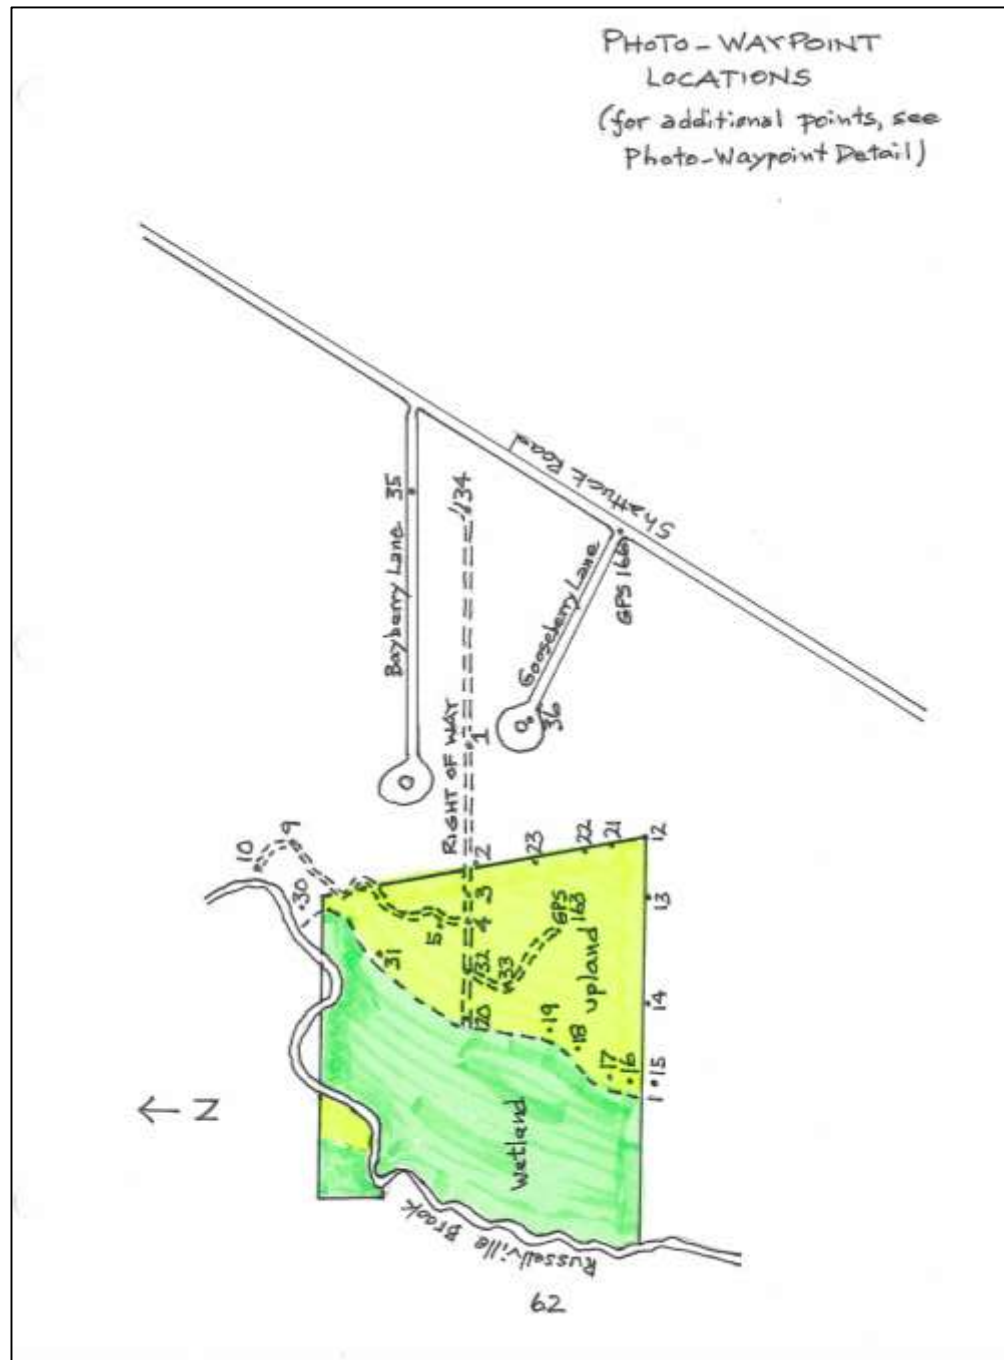 PHOTO-WAYPOINT
LOCATIONS
(for additional points, see
Photo-Waypoint Detail)
Shattuck Road
Bayberry Lane 35
34
Gooseberry Lane
GPS 166
36
RIGHT OF WAY
1
10
9
30
2
3
4
5
31
32
33
GPS
163
20
23
22
21
12
13
14
15
16
17
18
19
upland
Wetland
N
Russellville Brook
62